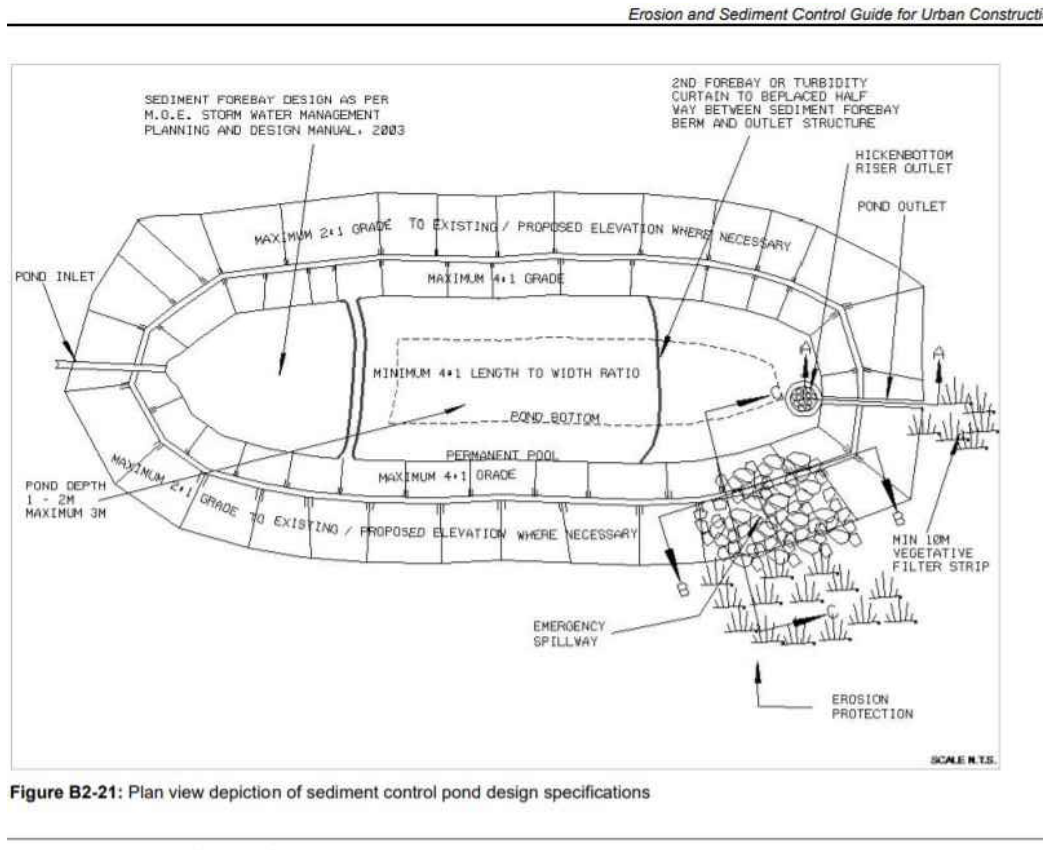 Erosion and Sediment Control Guide for Urban Constructi
SEDIMENT FOREBAY DESIGN AS PER
M.O.E. STORM WATER MANAGEMENT
PLANNING AND DESIGN MANUAL, 2003
2ND FOREBAY OR TURBIDITY
CURTAIN TO BEPLACED HALF
WAY BETWEEN SEDIMENT FOREBAY
BERM AND OUTLET STRUCTURE
HICKENBOTTOM
RISER OUTLET
POND OUTLET
MAXIMUM 2:1 GRADE TO EXISTING / PROPOSED ELEVATION WHERE NECESSARY
POND INLET
MAXIMUM 4:1 GRADE
A
A
MINIMUM 4:1 LENGTH TO WIDTH RATIO
C
POND BOTTOM
PERMANENT POOL
MAXIMUM 4:1 GRADE
MAXIMUM 2:1 GRADE TO EXISTING / PROPOSED ELEVATION WHERE NECESSARY
POND DEPTH
1 - 2M
MAXIMUM 3M
B
MIN 10M
VEGETATIVE
FILTER STRIP
B
C
EMERGENCY
SPILLWAY
EROSION
PROTECTION
SCALE N.T.S.
Figure B2-21: Plan view depiction of sediment control pond design specifications